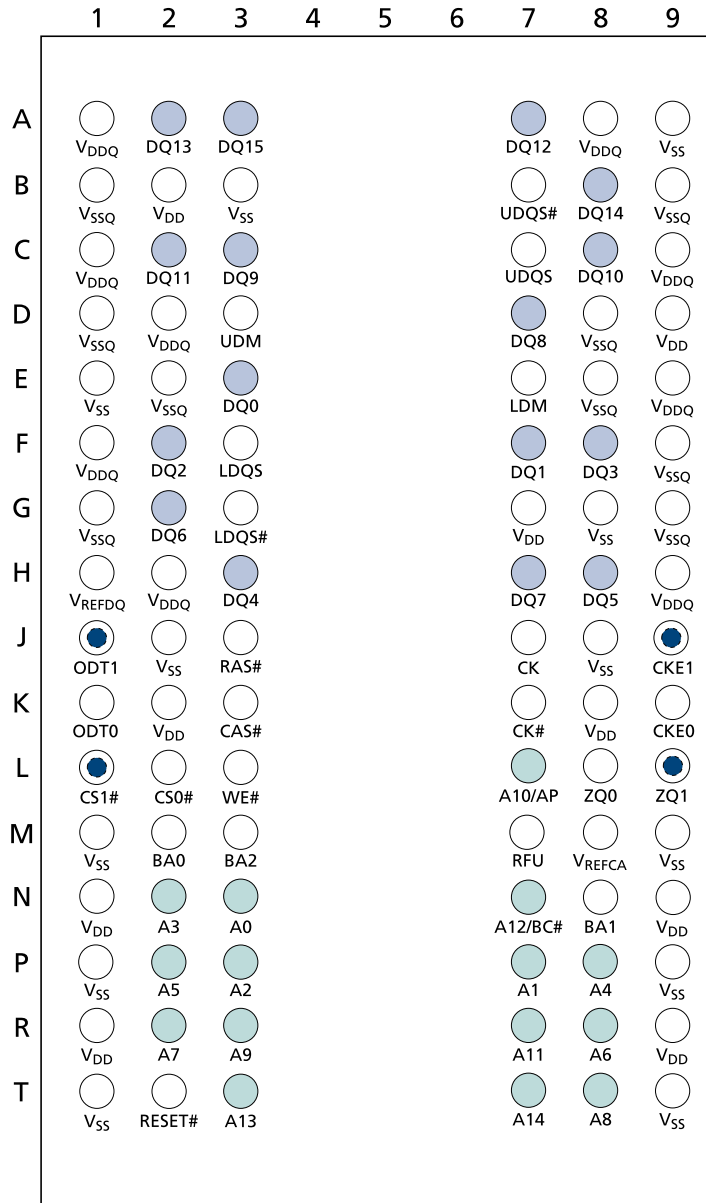 1 2 3 4 5 6 7 8 9
A
VDDQ DQ13 DQ15 DQ12 VDDQ VSS
B
VSSQ VDD VSS UDQS# DQ14 VSSQ
C
VDDQ DQ11 DQ9 UDQS DQ10 VDDQ
D
VSSQ VDDQ UDM DQ8 VSSQ VDD
E
VSS VSSQ DQ0 LDM VSSQ VDDQ
F
VDDQ DQ2 LDQS DQ1 DQ3 VSSQ
G
VSSQ DQ6 LDQS# VDD VSS VSSQ
H
VREFDQ VDDQ DQ4 DQ7 DQ5 VDDQ
J
ODT1 VSS RAS# CK VSS CKE1
K
ODT0 VDD CAS# CK# VDD CKE0
L
CS1# CS0# WE# A10/AP ZQ0 ZQ1
M
VSS BA0 BA2 RFU VREFCA VSS
N
VDD A3 A0 A12/BC# BA1 VDD
P
VSS A5 A2 A1 A4 VSS
R
VDD A7 A9 A11 A6 VDD
T
VSS RESET# A13 A14 A8 VSS